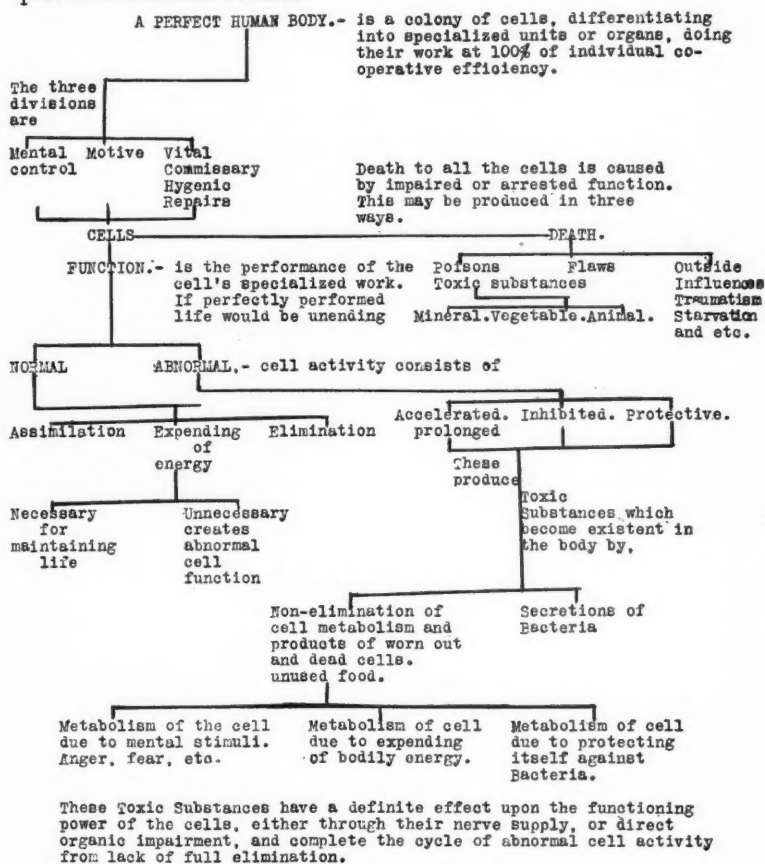 A PERFECT HUMAN BODY.- is a colony of cells, differentiating
into specialized units or organs, doing
their work at 100% of individual co-
operative efficiency.
The three
divisions
are
Mental
control
Motive
Vital
Commissary
Hygenic
Repairs
Death to all the cells is caused
by impaired or arrested function.
This may be produced in three
ways.
CELLS
DEATH.
FUNCTION.- is the performance of the
cell's specialized work.
If perfectly performed
life would be unending
Poisons
Toxic substances
Flaws
Outside
Influences
Traumatism
Starvation
and etc.
Mineral.Vegetable.Animal.
NORMAL
ABNORMAL.- cell activity consists of
Assimilation
Expending
of
energy
Elimination
Accelerated.
prolonged
Inhibited.
Protective.
These
produce
Toxic
Substances which
become existent in
the body by,
Necessary
for
maintaining
life
Unnecessary
creates
abnormal
cell
function
Non-elimination of
cell metabolism and
products of worn out
and dead cells.
unused food.
Secretions of
Bacteria
Metabolism of the cell
due to mental stimuli.
Anger, fear, etc.
Metabolism of cell
due to expending
of bodily energy.
Metabolism of cell
due to protecting
itself against
Bacteria.
These Toxic Substances have a definite effect upon the functioning
power of the cells, either through their nerve supply, or direct
organic impairment, and complete the cycle of abnormal cell activity
from lack of full elimination.